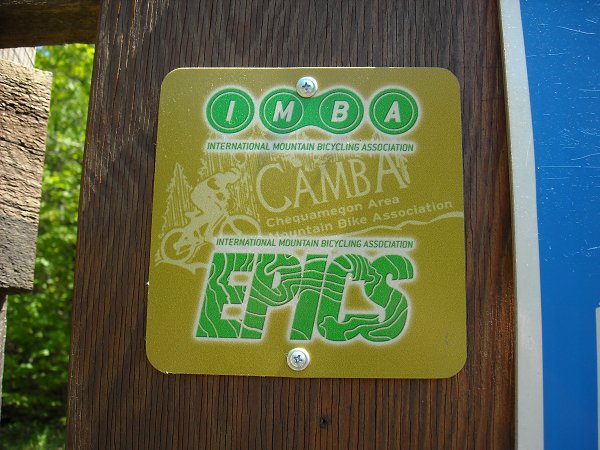 IMBA
INTERNATIONAL MOUNTAIN BICYCLING ASSOCIATION
CAMBA
Chequamegon Area
Mountain Bike Association
INTERNATIONAL MOUNTAIN BICYCLING ASSOCIATION
EPICS